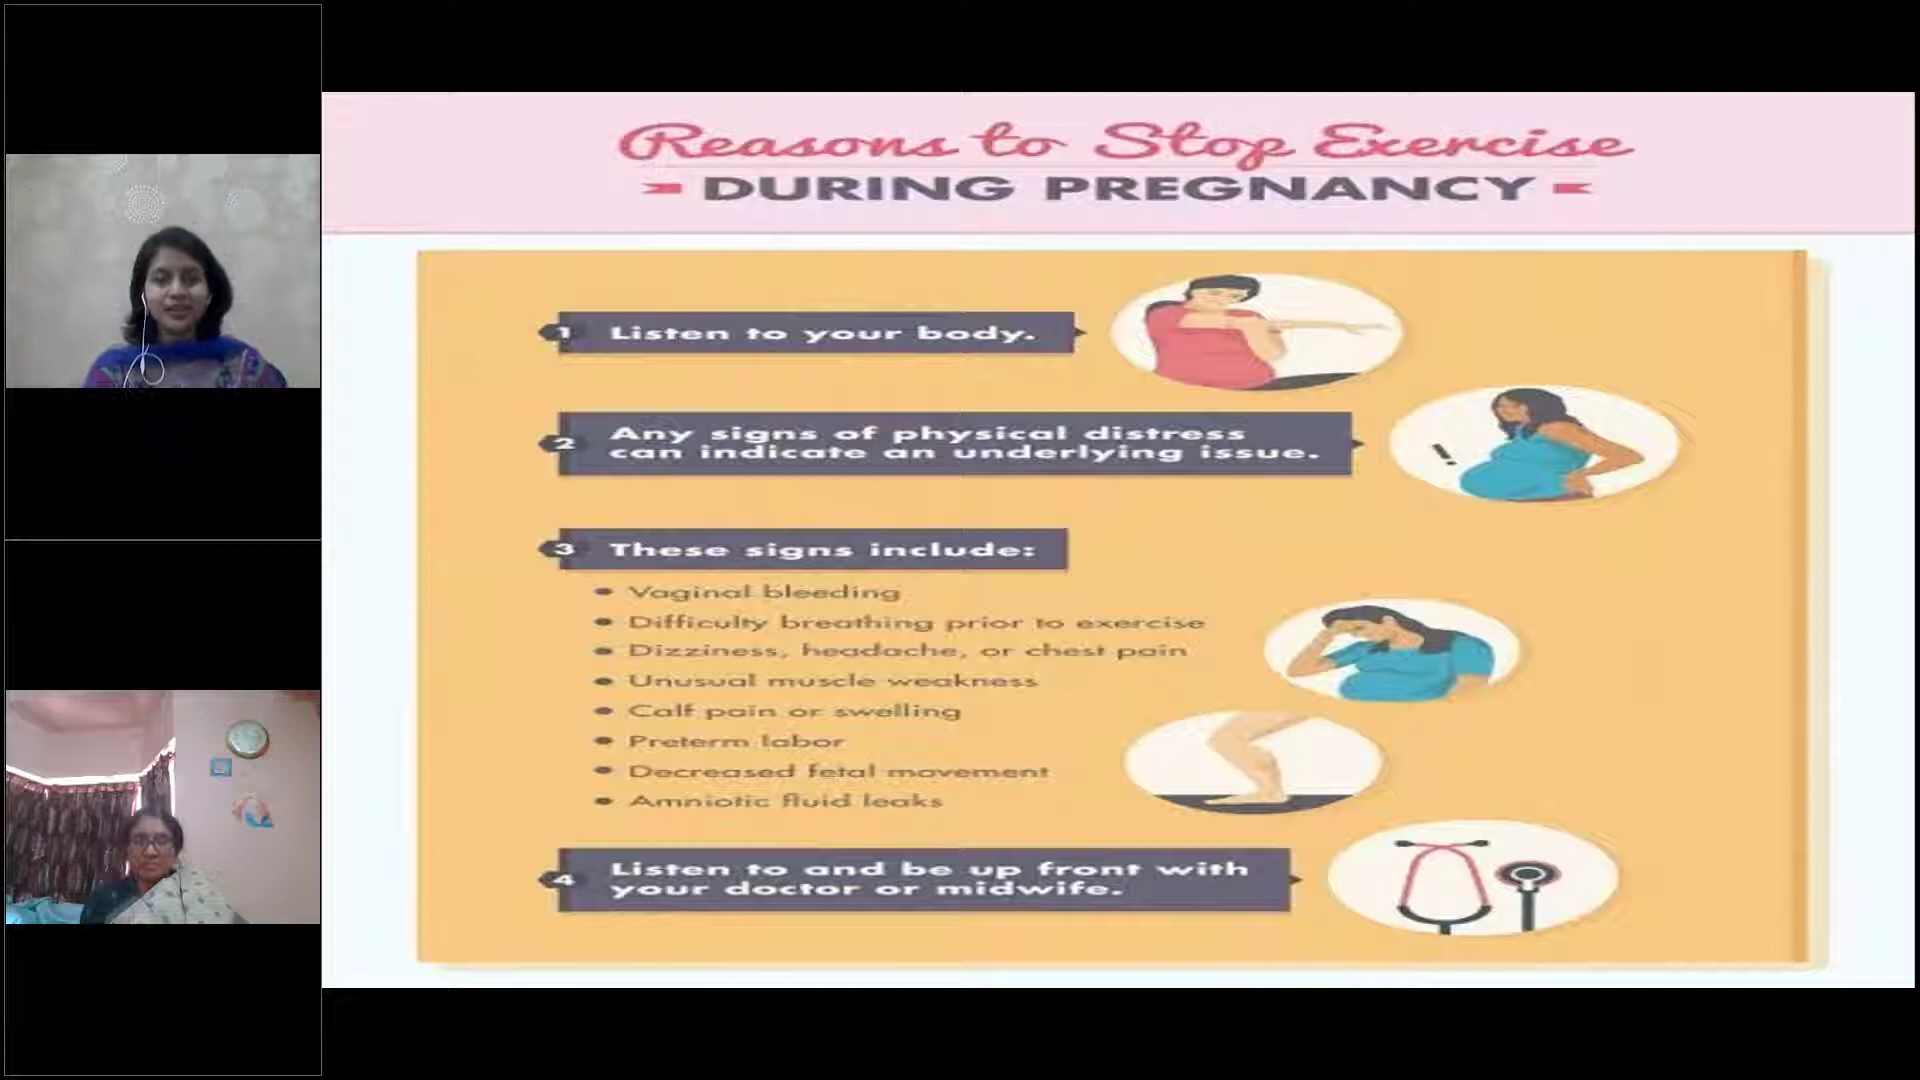 Reasons to Stop Exercise
DURING PREGNANCY
1 Listen to your body.
2 Any signs of physical distress
can indicate an underlying issue.
3 These signs include:
• Vaginal bleeding
• Difficulty breathing prior to exercise
• Dizziness, headache, or chest pain
• Unusual muscle weakness
• Calf pain or swelling
• Preterm labor
• Decreased fetal movement
• Amniotic fluid leaks
4 Listen to and be up front with
your doctor or midwife.